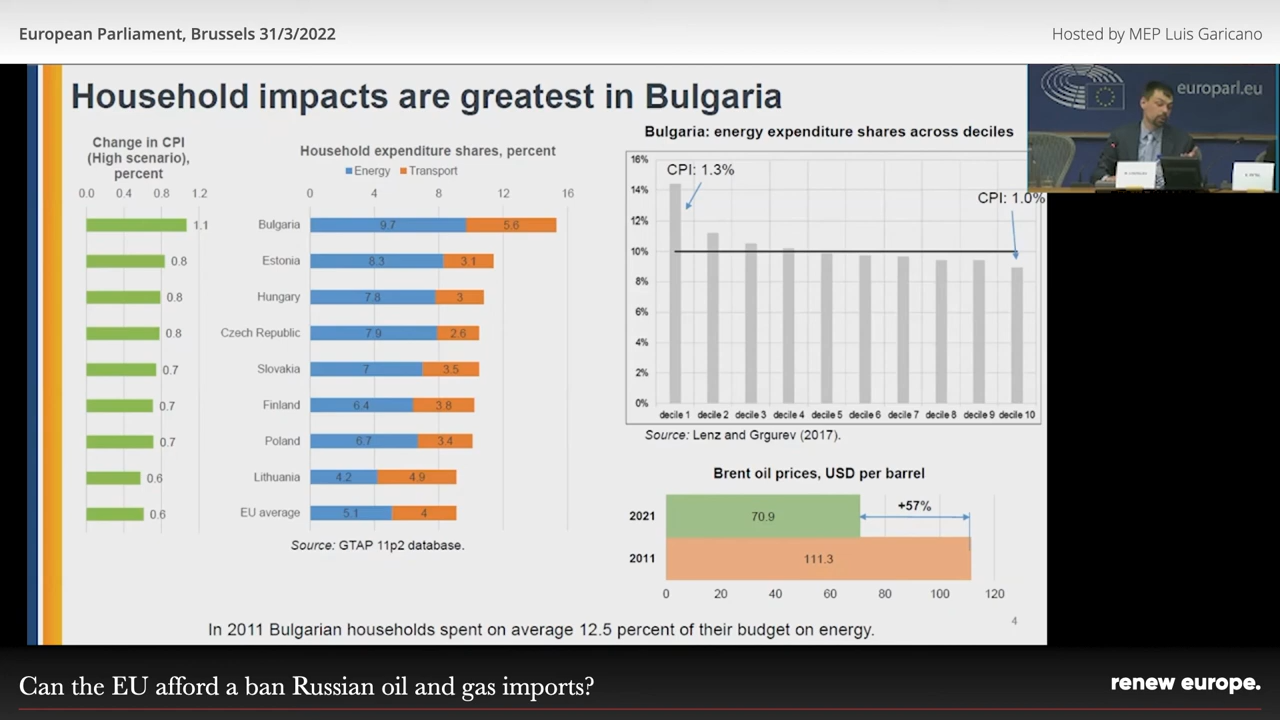 European Parliament, Brussels 31/3/2022
Hosted by MEP Luis Garicano
Household impacts are greatest in Bulgaria
europarl.eu
Change in CPI
(High scenario),
percent
0.0 0.4 0.8 1.2
1.1
0.8
0.8
0.8
0.7
0.7
0.7
0.6
0.6
Household expenditure shares, percent
Energy Transport
0 4 8 12 16
Bulgaria 9.7 5.6
Estonia 8.3 3.1
Hungary 7.8 3
Czech Republic 7.9 2.6
Slovakia 7 3.5
Finland 6.4 3.8
Poland 6.7 3.4
Lithuania 4.2 4.9
EU average 5.1 4
Source: GTAP 11p2 database.
Bulgaria: energy expenditure shares across deciles
16%
14%
12%
10%
8%
6%
4%
2%
0%
CPI: 1.3%
CPI: 1.0%
decile 1 decile 2 decile 3 decile 4 decile 5 decile 6 decile 7 decile 8 decile 9 decile 10
Source: Lenz and Grgurev (2017).
Brent oil prices, USD per barrel
2021 70.9 +57%
2011 111.3
0 20 40 60 80 100 120
4
In 2011 Bulgarian households spent on average 12.5 percent of their budget on energy.
Can the EU afford a ban Russian oil and gas imports?
renew europe.